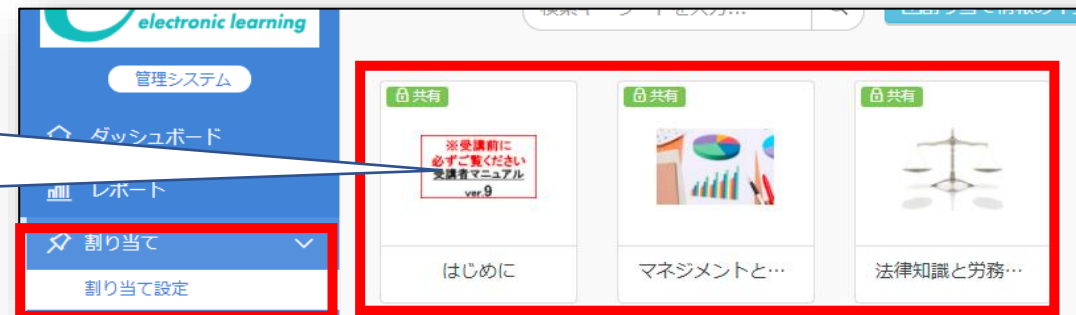 electronic learning
管理システム
ダッシュボード
レポート
割り当て
割り当て設定
共有
※受講前に
必ずご覧ください
受講者マニュアル
ver.9
はじめに
共有
マネジメントと…
共有
法律知識と労務…